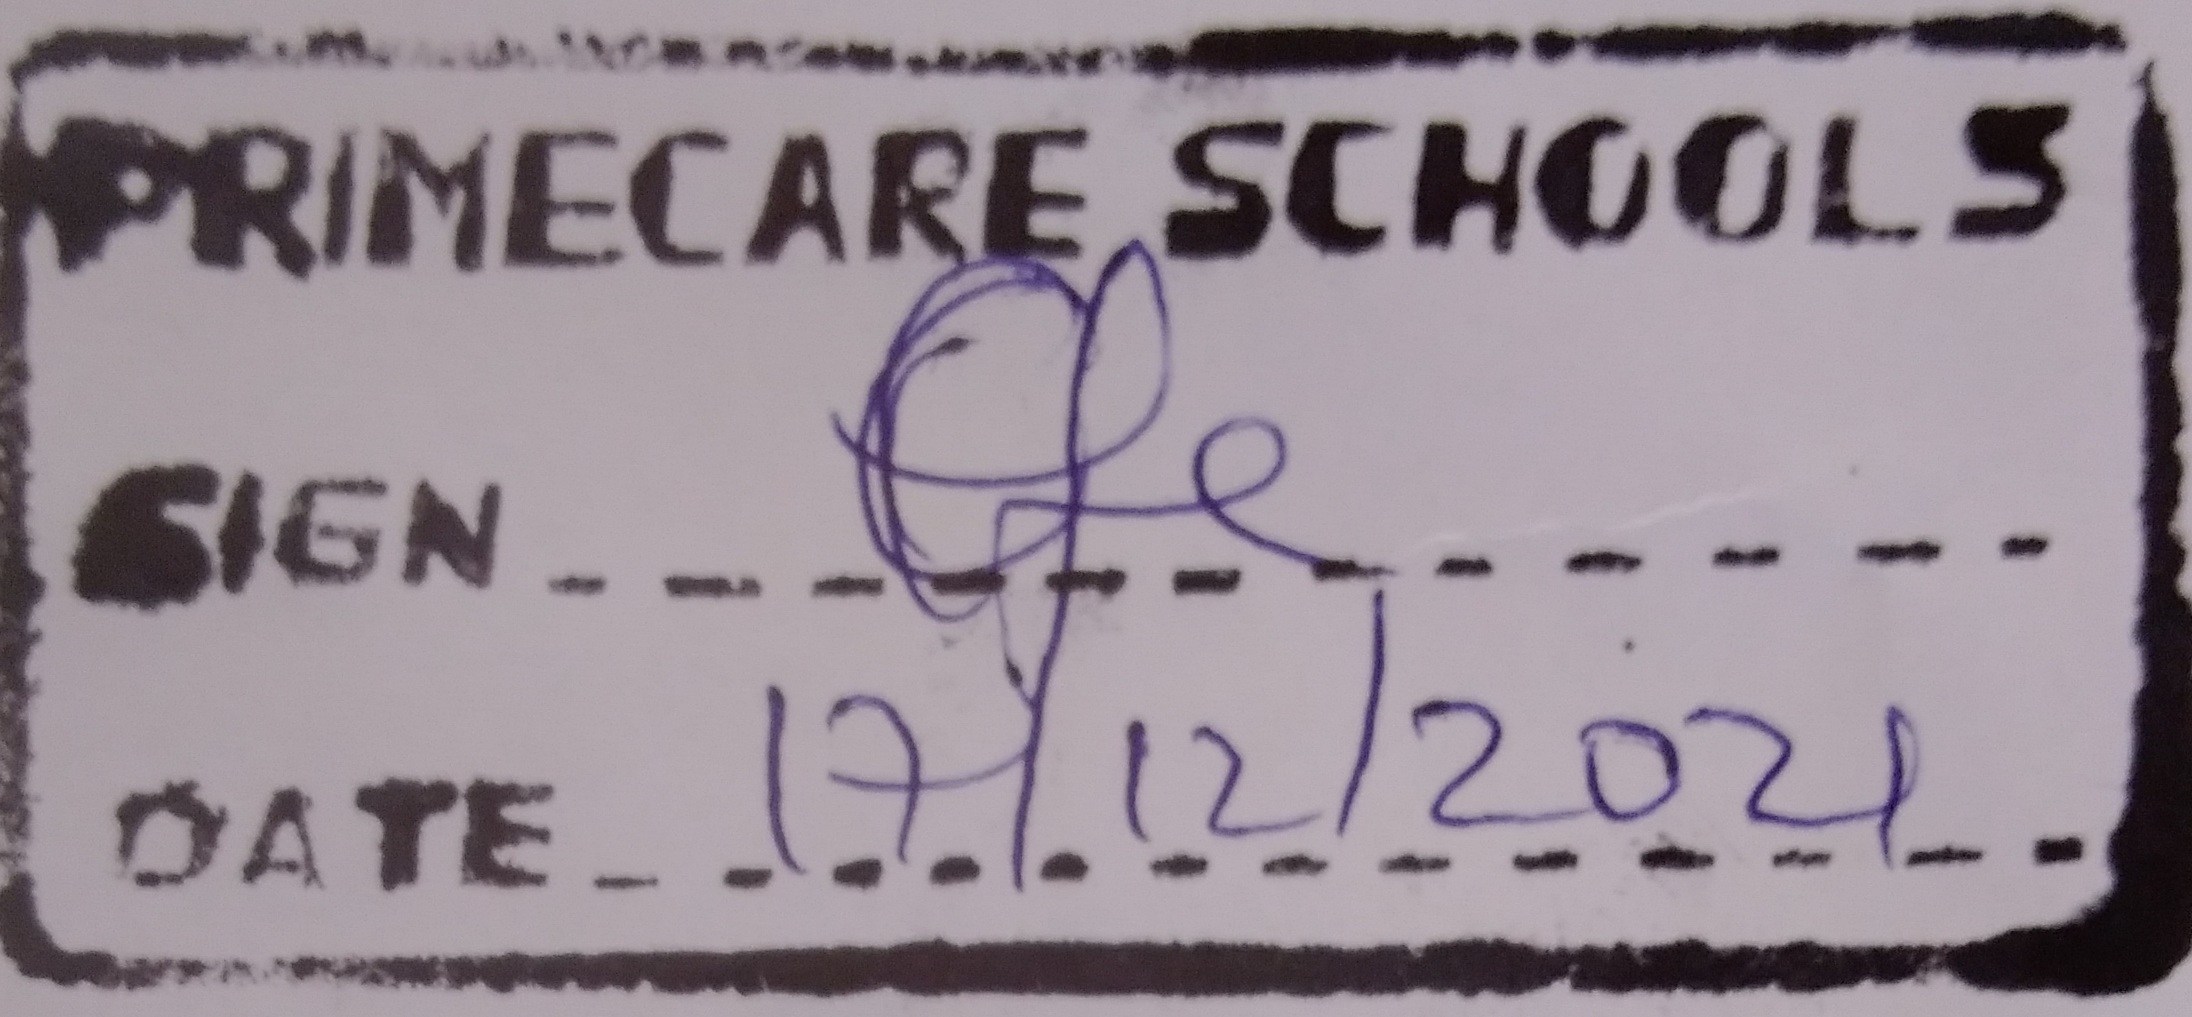 PRIMECARE SCHOOLS
SIGN
DATE 17/12/2021